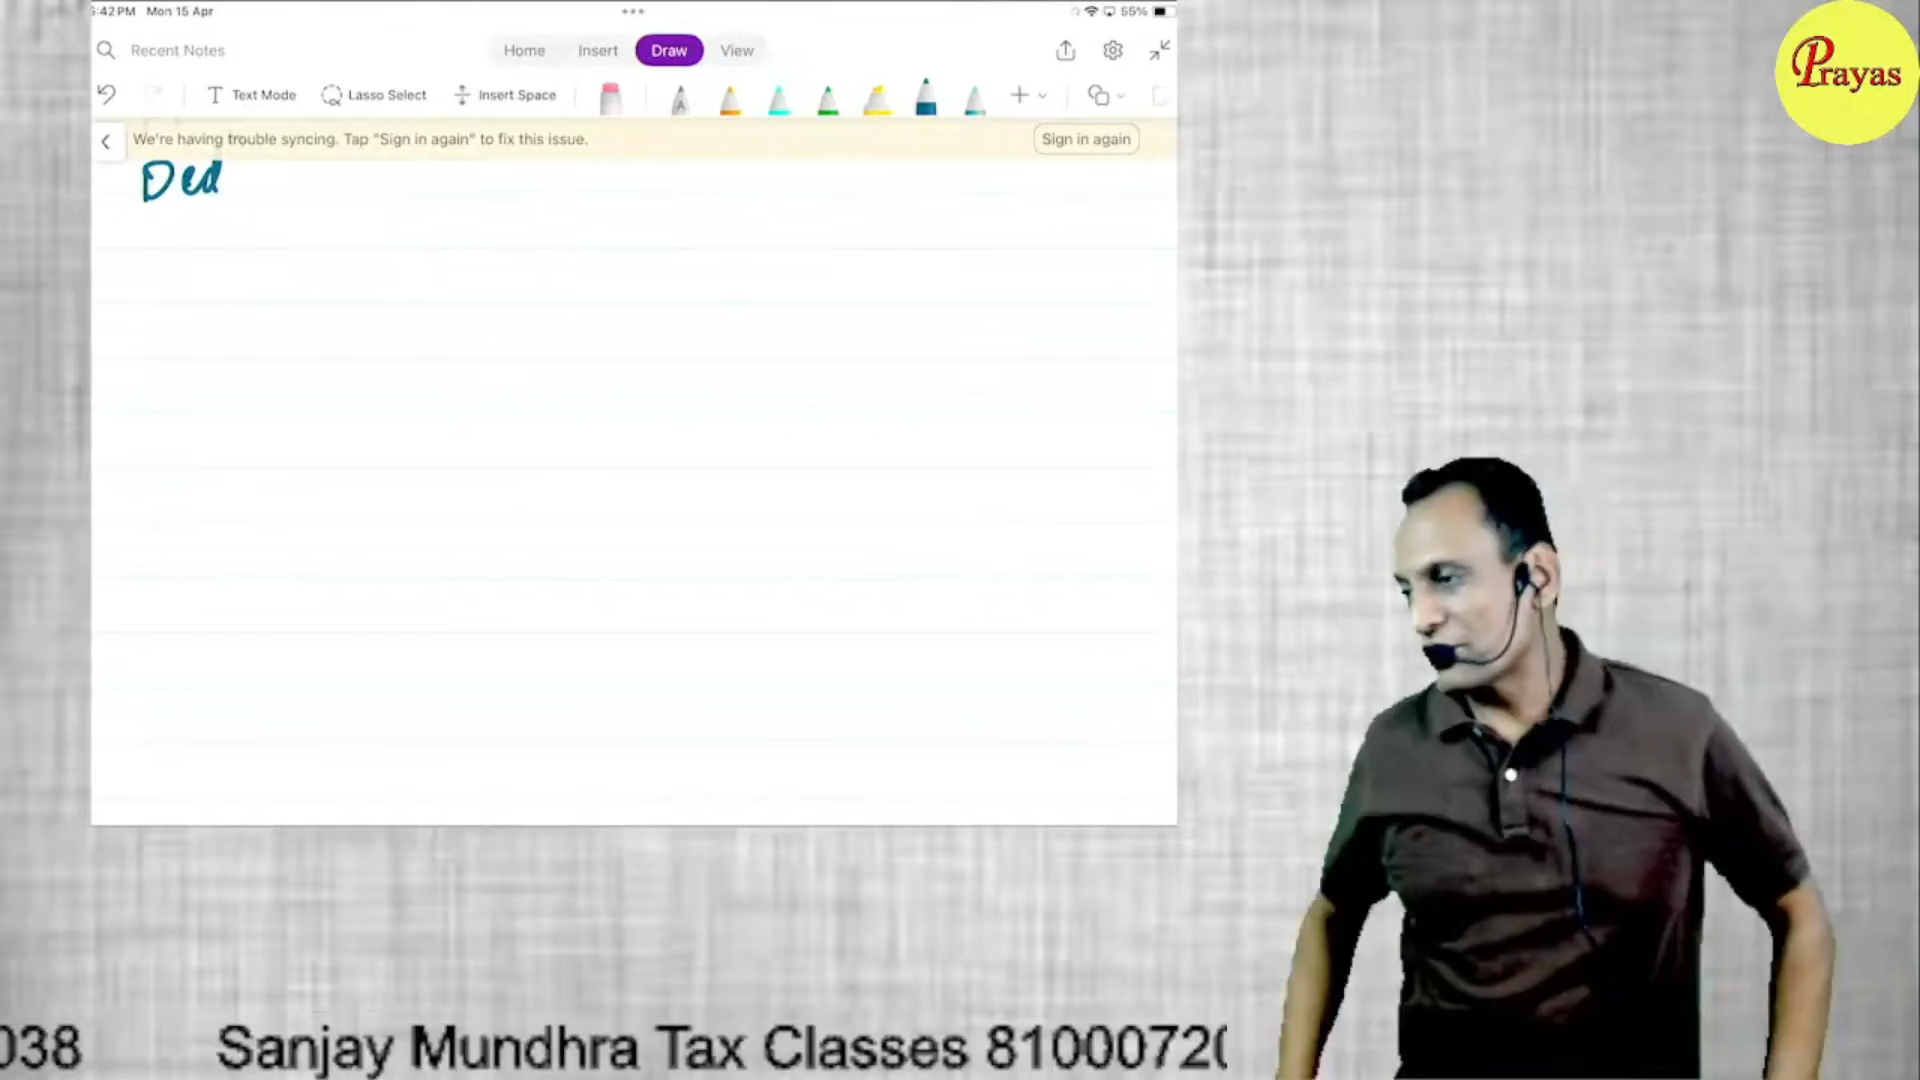 :42 PM Mon 15 Apr
55%
Recent Notes
Home Insert Draw View
Text Mode Lasso Select Insert Space
A
We're having trouble syncing. Tap "Sign in again" to fix this issue.
Sign in again
Ded
Prayas
038 Sanjay Mundhra Tax Classes 8100072